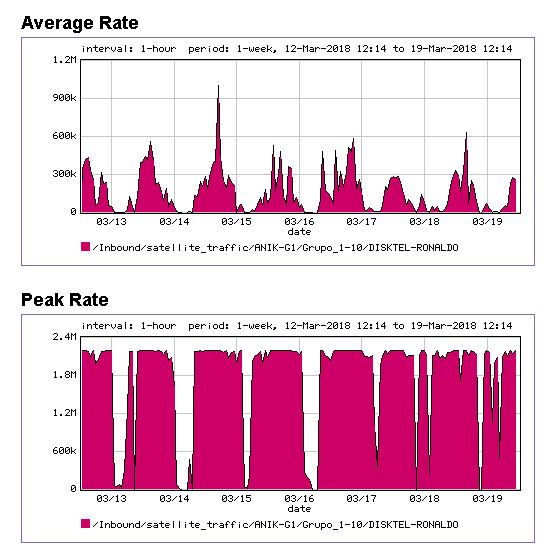 Average Rate
interval: 1-hour period: 1-week, 12-Mar-2018 12:14 to 19-Mar-2018 12:14
1.2M
900k
600k
300k
0
03/13 03/14 03/15 03/16 03/17 03/18 03/19
date
/Inbound/satellite_traffic/ANIK-G1/Grupo_1-10/DISKTEL-RONALDO
Peak Rate
interval: 1-hour period: 1-week, 12-Mar-2018 12:14 to 19-Mar-2018 12:14
2.4M
1.8M
1.2M
600k
0
03/13 03/14 03/15 03/16 03/17 03/18 03/19
date
/Inbound/satellite_traffic/ANIK-G1/Grupo_1-10/DISKTEL-RONALDO